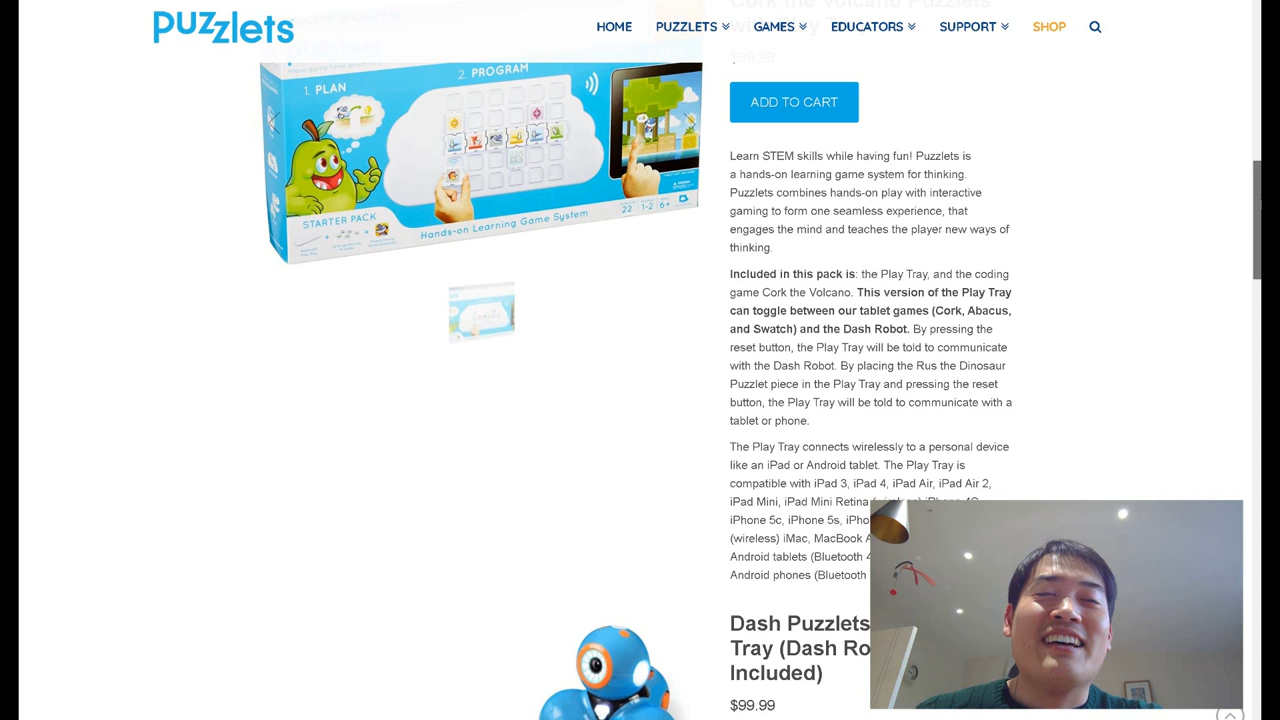 PUZZLETS
HOME
PUZZLETS
GAMES
EDUCATORS
SUPPORT
SHOP
Cork the Volcano Puzzlets
$99.99
ADD TO CART
1. PLAN
2. PROGRAM
STARTER PACK
Hands-on Learning Game System
Learn STEM skills while having fun! Puzzlets is
a hands-on learning game system for thinking.
Puzzlets combines hands-on play with interactive
gaming to form one seamless experience, that
engages the mind and teaches the player new ways of
thinking.
Included in this pack is: the Play Tray, and the coding
game Cork the Volcano. This version of the Play Tray
can toggle between our tablet games (Cork, Abacus,
and Swatch) and the Dash Robot. By pressing the
reset button, the Play Tray will be told to communicate
with the Dash Robot. By placing the Rus the Dinosaur
Puzzlet piece in the Play Tray and pressing the reset
button, the Play Tray will be told to communicate with a
tablet or phone.
The Play Tray connects wirelessly to a personal device
like an iPad or Android tablet. The Play Tray is
compatible with iPad 3, iPad 4, iPad Air, iPad Air 2,
iPad Mini, iPad Mini Retina (wireless) iPhone 4S
iPhone 5c, iPhone 5s,
(wireless) iMac, MacBook
Android tablets (Bluetooth
Android phones (Bluetooth
Dash Puzzlets
Tray (Dash
Included)
$99.99